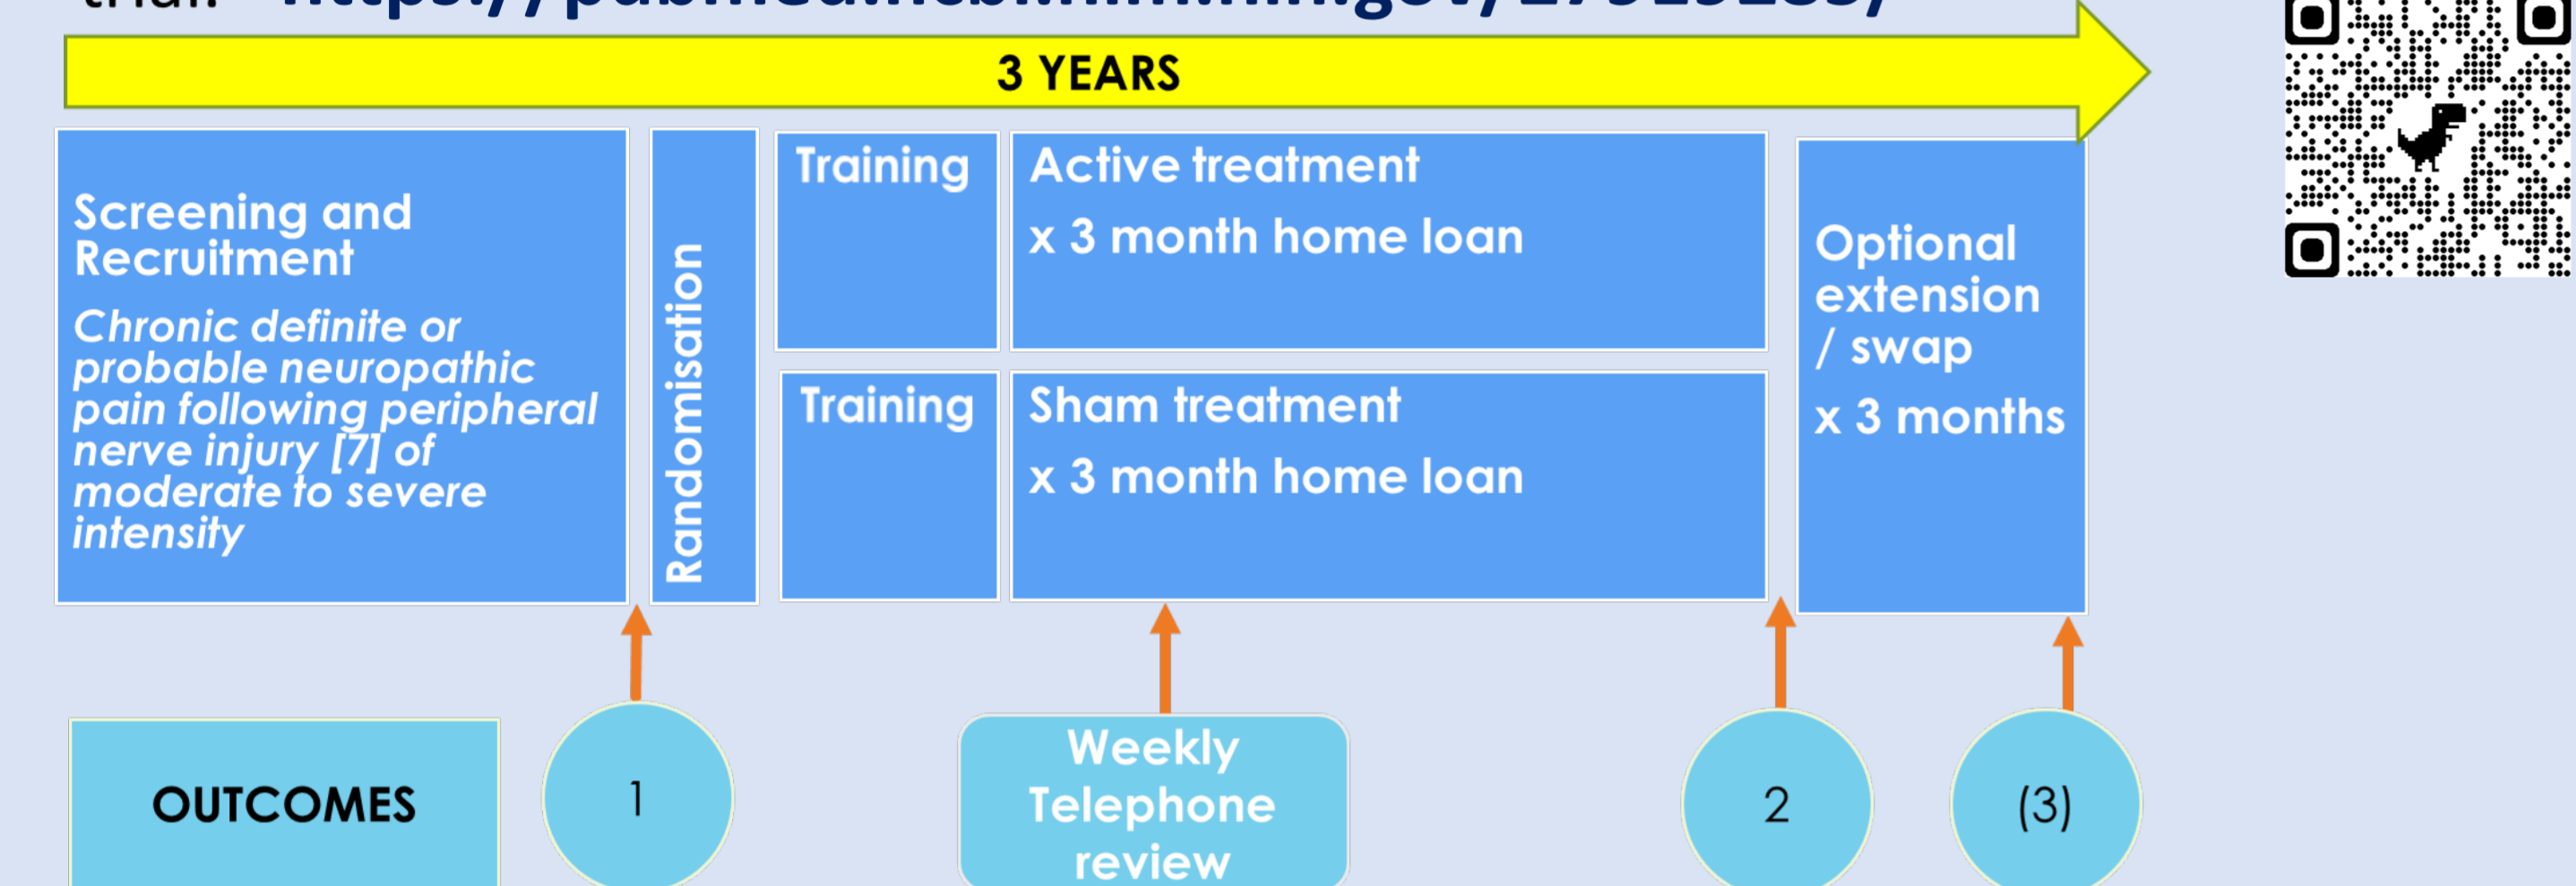 3 YEARS
Screening and
Recruitment
Chronic definite or
probable neuropathic
pain following peripheral
nerve injury [7] of
moderate to severe
intensity
Randomisation
Training
Active treatment
x 3 month home loan
Training
Sham treatment
x 3 month home loan
Optional
extension
/ swap
x 3 months
OUTCOMES
1
Weekly
Telephone
review
2
(3)